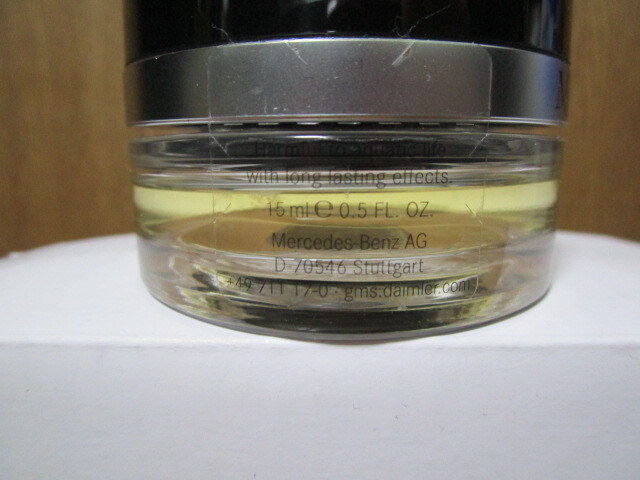 Harmful to aquatic life
with long lasting effects.
15 ml ℮ 0.5 FL. OZ.
Mercedes-Benz AG
D 70546 Stuttgart
+49 711 17-0 · gms.daimler.com